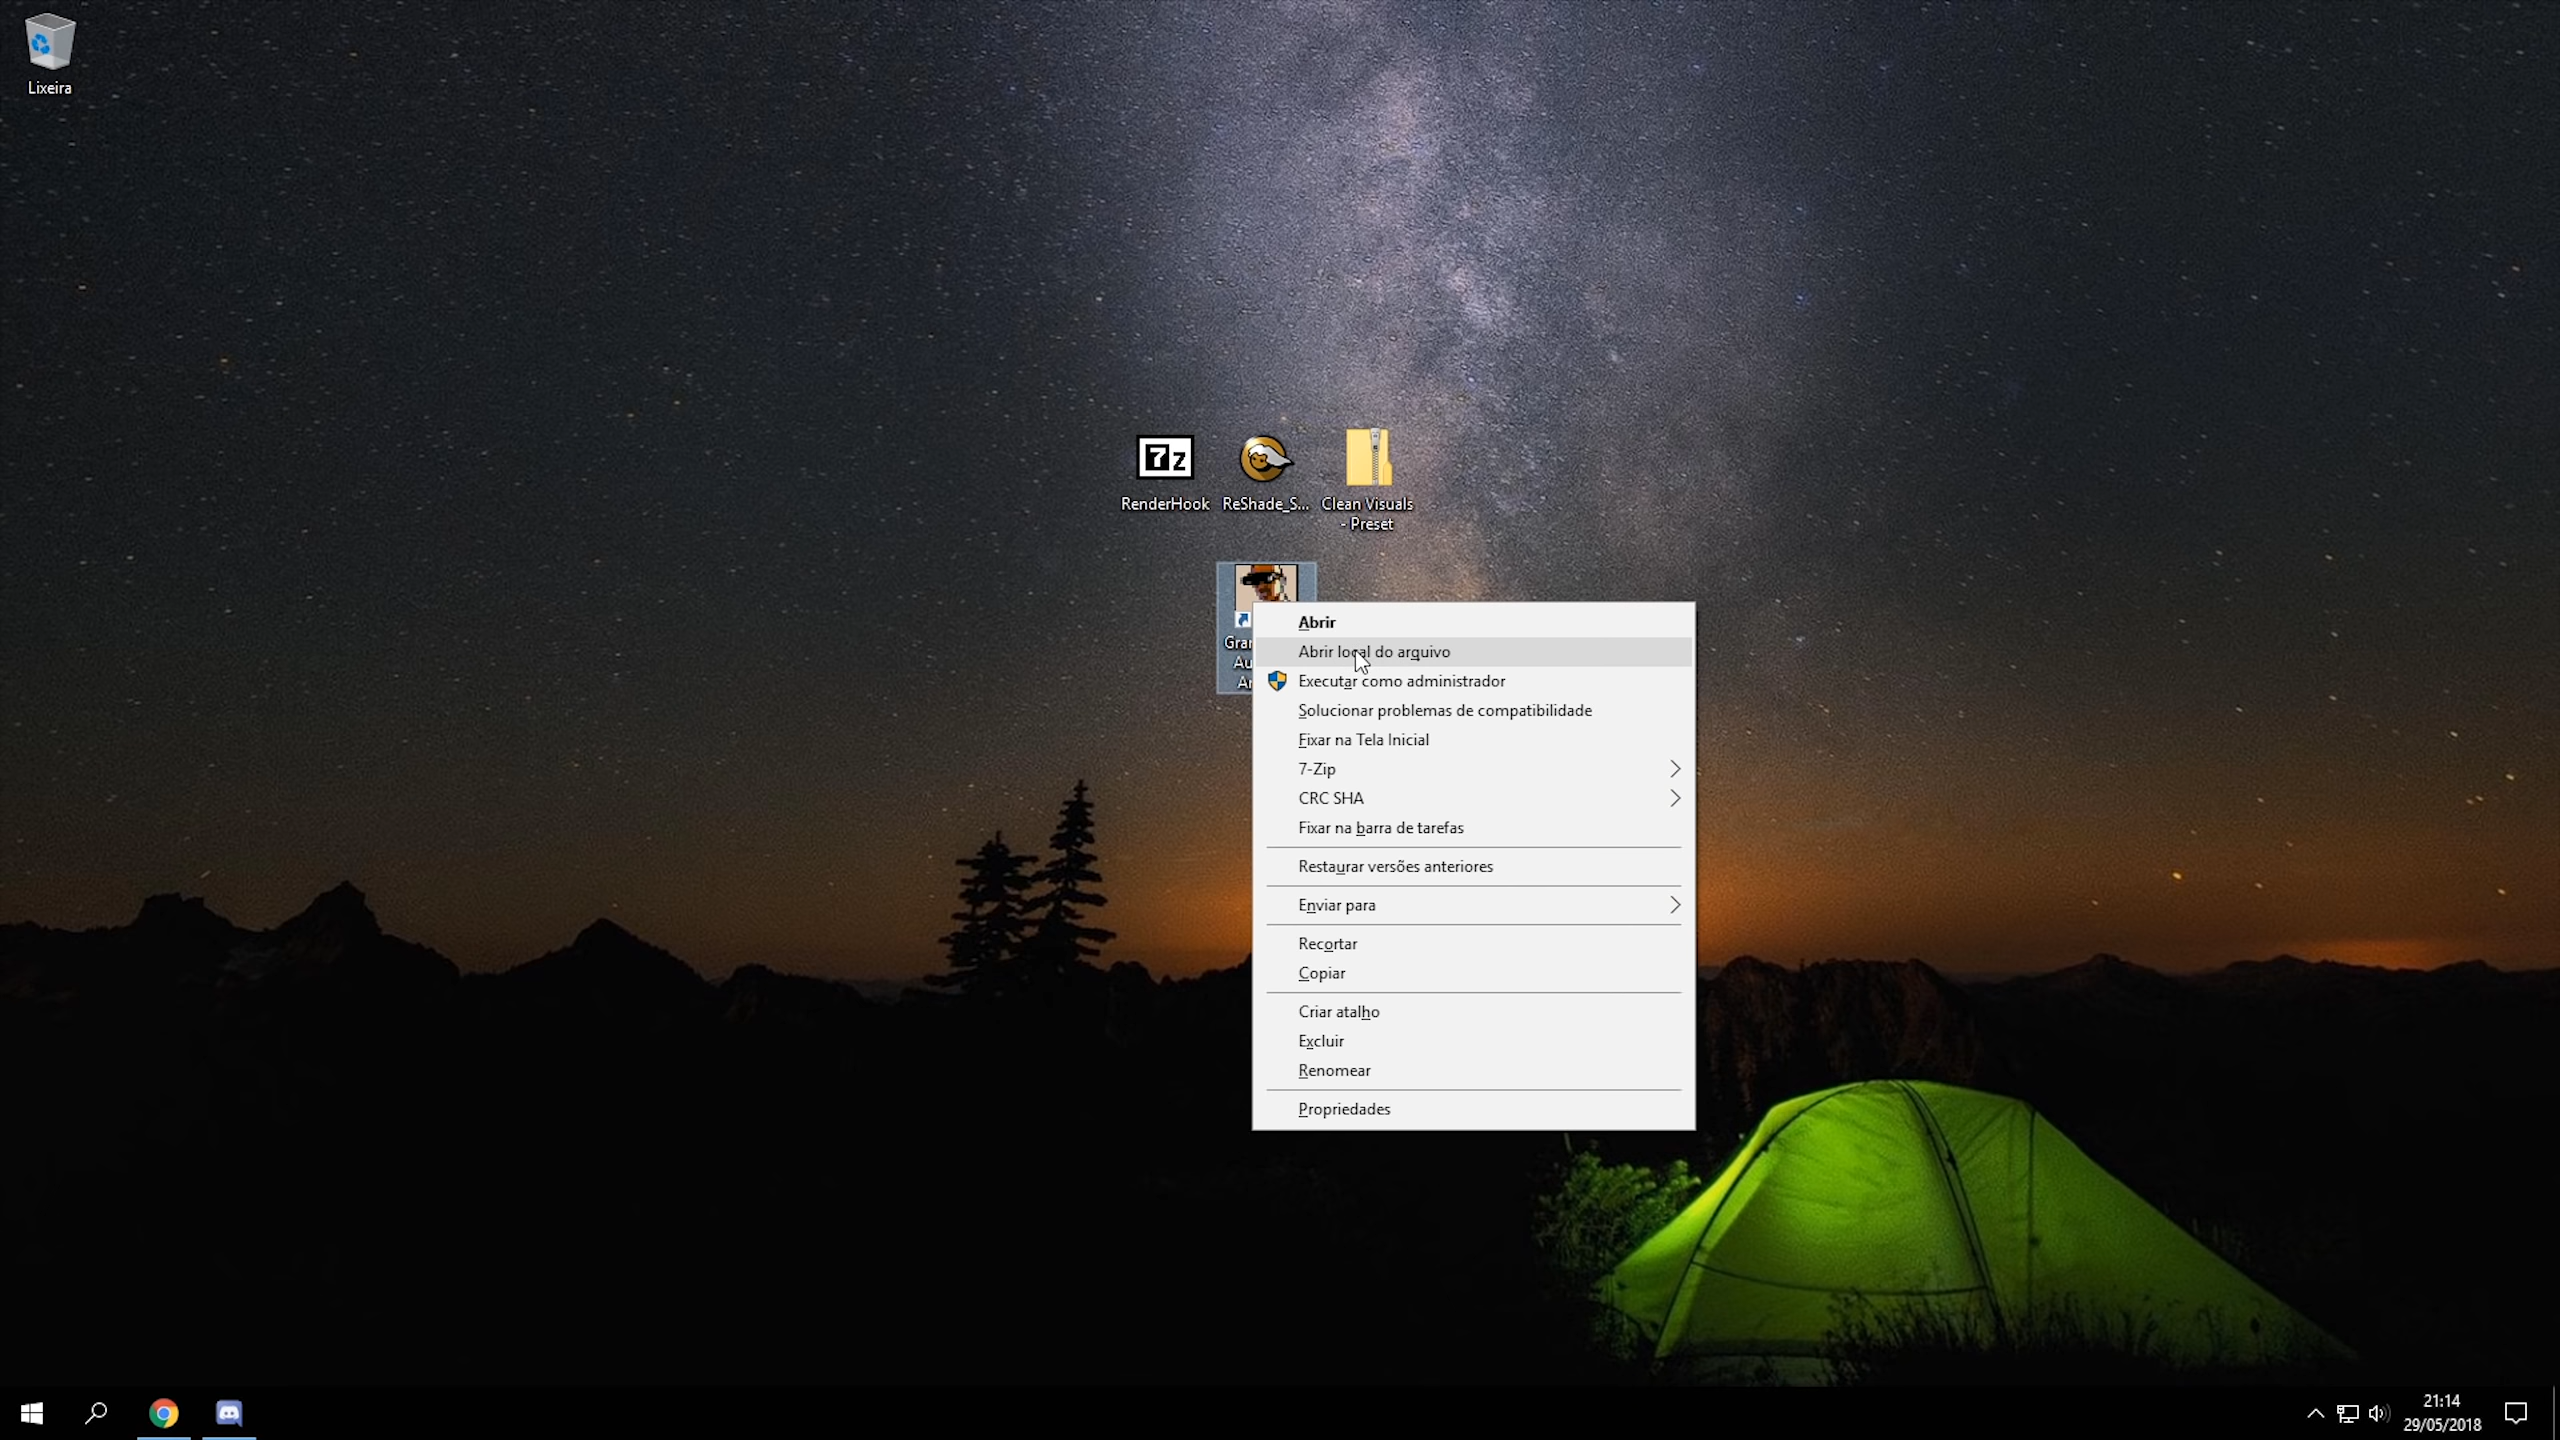 Lixeira
7z
RenderHook
ReShade_S...
Clean Visuals
- Preset
Abrir
Abrir local do arquivo
Executar como administrador
Solucionar problemas de compatibilidade
Fixar na Tela Inicial
7-Zip
CRC SHA
Fixar na barra de tarefas
Restaurar versões anteriores
Enviar para
Recortar
Copiar
Criar atalho
Excluir
Renomear
Propriedades
21:14
29/05/2018